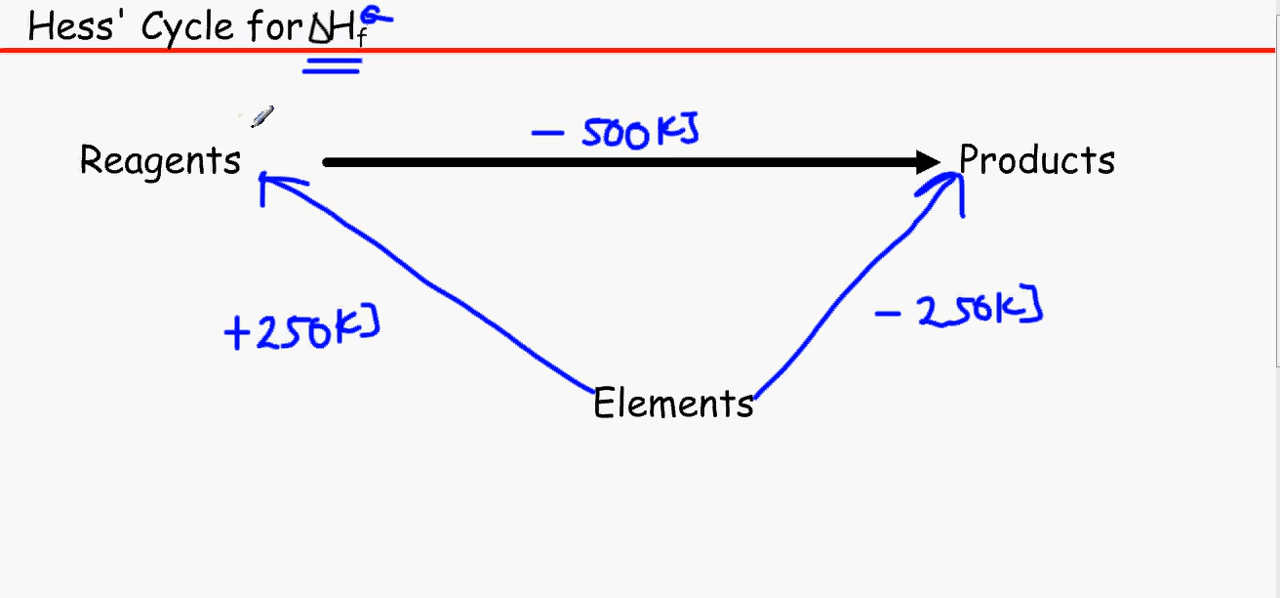 Hess' Cycle for ΔHf⊖
- 500KJ
Reagents
Products
+250KJ
- 250KJ
Elements